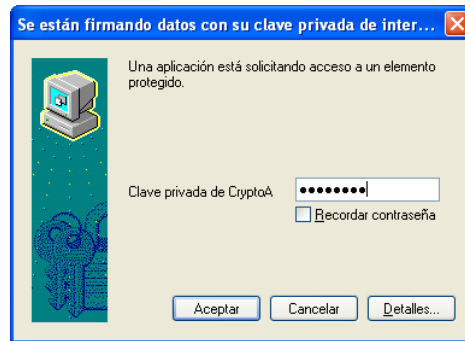 Se están firmando datos con su clave privada de inter...
Una aplicación está solicitando acceso a un elemento
protegido.
Clave privada de CryptoA
Recordar contraseña
Aceptar
Cancelar
Detalles...